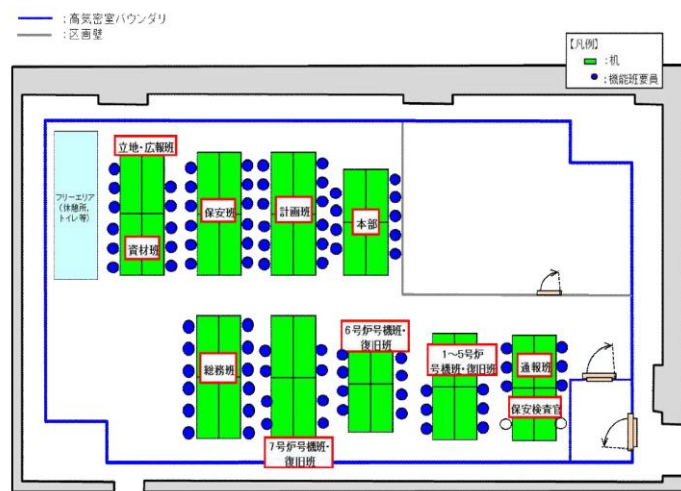 ：高気密室バウンダリ
：区画壁
【凡例】
：机
：機能班要員
フリーエリア
（休憩所、
トイレ等）
立地・広報班
資材班
保安班
計画班
本部
総務班
7号炉号機班・
復旧班
6号炉号機班・
復旧班
1～5号炉
号機班・復旧班
通報班
保安検査官